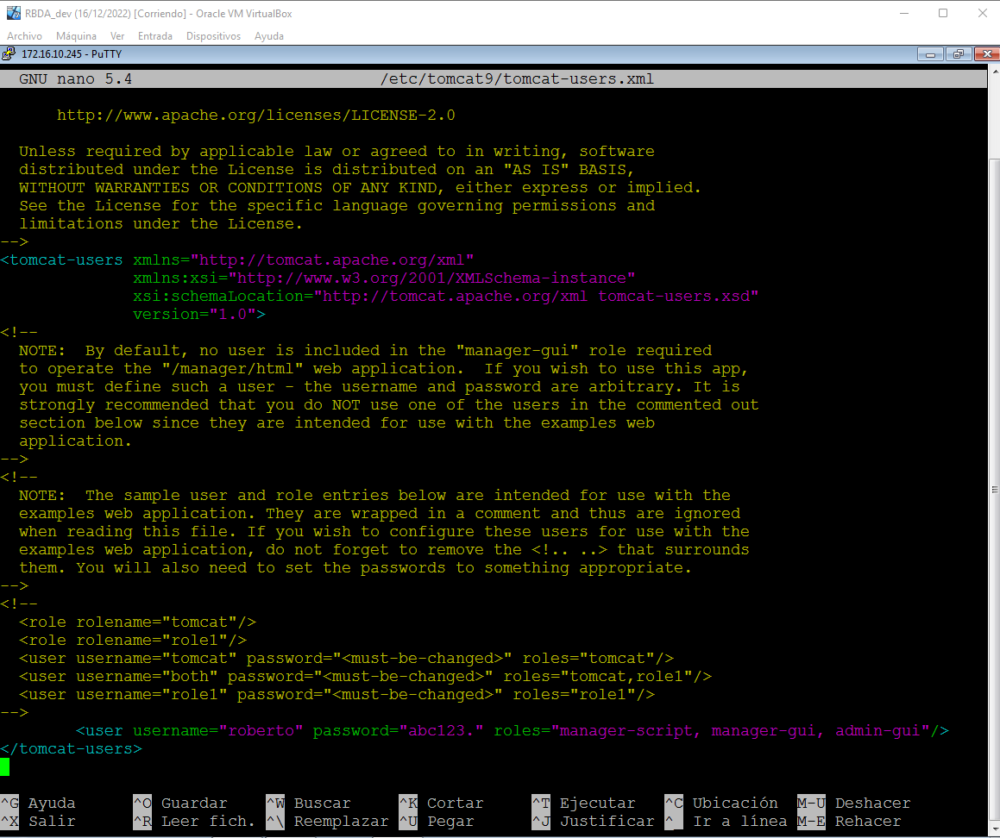 RBDA_dev (16/12/2022) [Corriendo] - Oracle VM VirtualBox
Archivo Máquina Ver Entrada Dispositivos Ayuda
172.16.10.245 - PuTTY
GNU nano 5.4 /etc/tomcat9/tomcat-users.xml
http://www.apache.org/licenses/LICENSE-2.0
Unless required by applicable law or agreed to in writing, software
distributed under the License is distributed on an "AS IS" BASIS,
WITHOUT WARRANTIES OR CONDITIONS OF ANY KIND, either express or implied.
See the License for the specific language governing permissions and
limitations under the License.
-->
<tomcat-users xmlns="http://tomcat.apache.org/xml"
xmlns:xsi="http://www.w3.org/2001/XMLSchema-instance"
xsi:schemaLocation="http://tomcat.apache.org/xml tomcat-users.xsd"
version="1.0">
<!--
NOTE:  By default, no user is included in the "manager-gui" role required
to operate the "/manager/html" web application.  If you wish to use this app,
you must define such a user - the username and password are arbitrary. It is
strongly recommended that you do NOT use one of the users in the commented out
section below since they are intended for use with the examples web
application.
-->
<!--
NOTE:  The sample user and role entries below are intended for use with the
examples web application. They are wrapped in a comment and thus are ignored
when reading this file. If you wish to configure these users for use with the
examples web application, do not forget to remove the <!.. ..> that surrounds
them. You will also need to set the passwords to something appropriate.
-->
<!--
<role rolename="tomcat"/>
<role rolename="role1"/>
<user username="tomcat" password="<must-be-changed>" roles="tomcat"/>
<user username="both" password="<must-be-changed>" roles="tomcat,role1"/>
<user username="role1" password="<must-be-changed>" roles="role1"/>
-->
<user username="roberto" password="abc123." roles="manager-script, manager-gui, admin-gui"/>
</tomcat-users>
^G Ayuda ^O Guardar ^W Buscar ^K Cortar ^T Ejecutar ^C Ubicación M-U Deshacer
^X Salir ^R Leer fich. ^\ Reemplazar ^U Pegar ^J Justificar ^_ Ir a línea M-E Rehacer